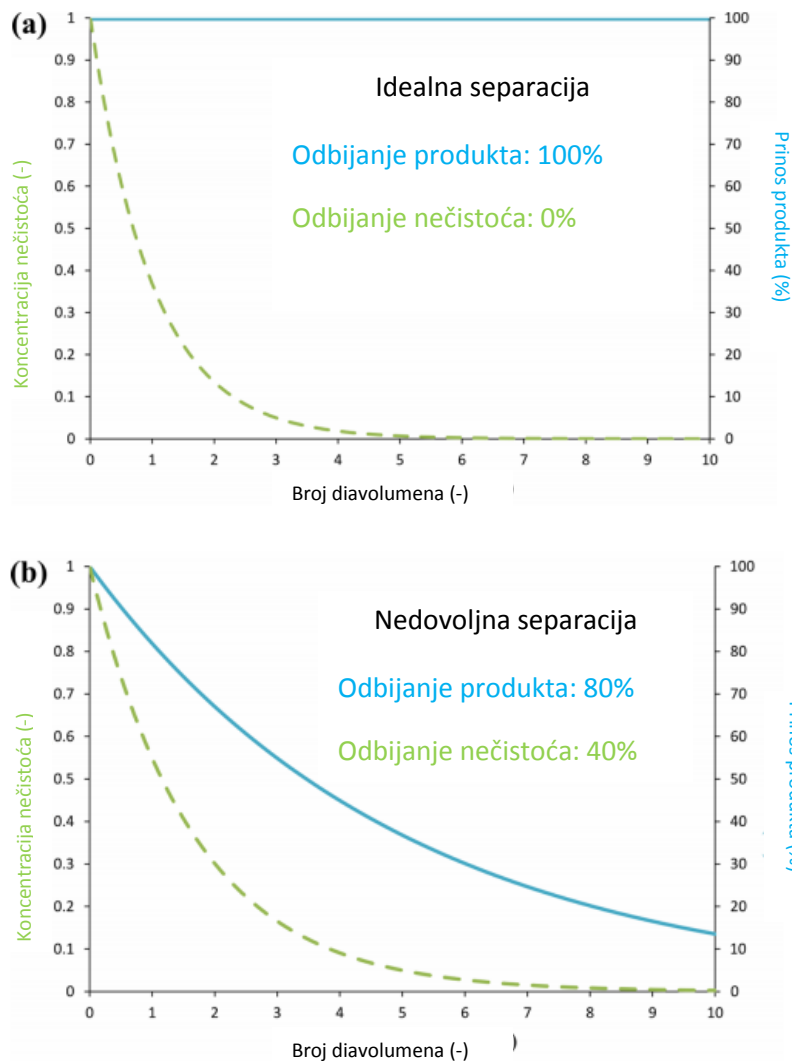 (a)
Idealna separacija
Odbijanje produkta: 100%
Odbijanje nečistoća: 0%
Koncentracija nečistoća (-)
1
0.9
0.8
0.7
0.6
0.5
0.4
0.3
0.2
0.1
0
100
90
80
70
60
50
40
30
20
10
0
Prinos produkta (%)
0 1 2 3 4 5 6 7 8 9 10
Broj diavolumena (-)
(b)
Nedovoljna separacija
Odbijanje produkta: 80%
Odbijanje nečistoća: 40%
Koncentracija nečistoća (-)
1
0.9
0.8
0.7
0.6
0.5
0.4
0.3
0.2
0.1
0
100
90
80
70
60
50
40
30
20
10
0
Prinos produkta (%)
0 1 2 3 4 5 6 7 8 9 10
Broj diavolumena (-)